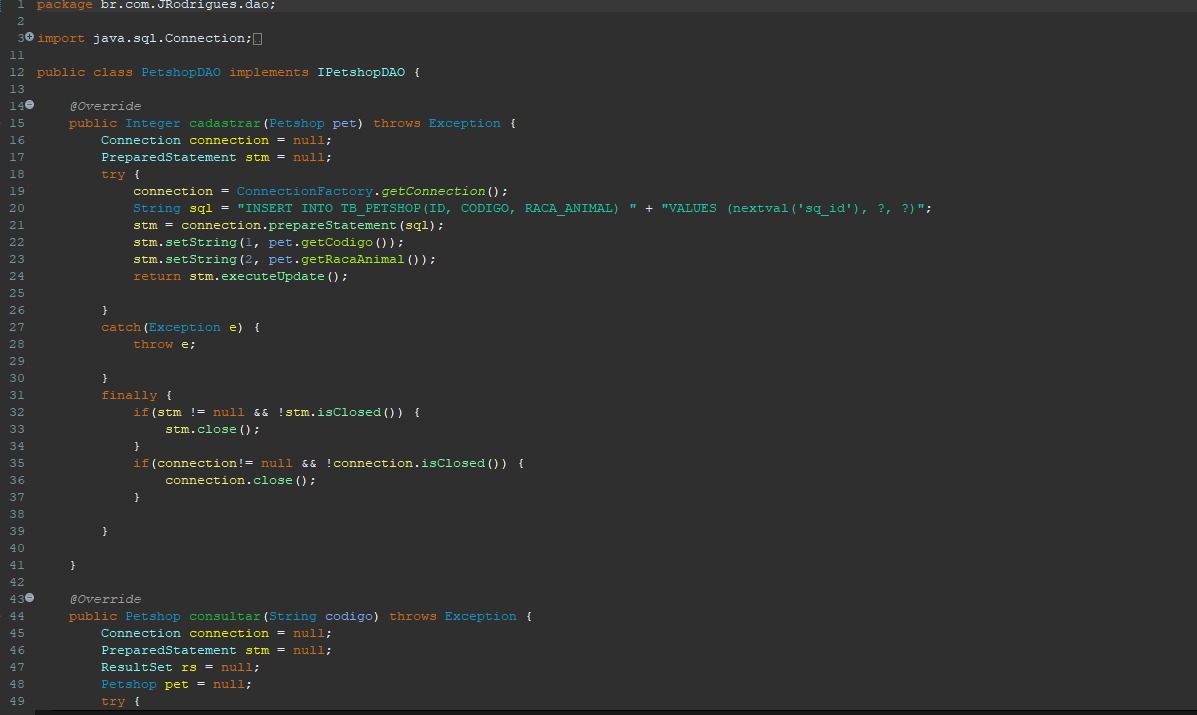 1 package br.com.JRodrigues.dao;
2
3 import java.sql.Connection;
11
12 public class PetshopDAO implements IPetshopDAO {
13
14     @Override
15     public Integer cadastrar(Petshop pet) throws Exception {
16         Connection connection = null;
17         PreparedStatement stm = null;
18         try {
19             connection = ConnectionFactory.getConnection();
20             String sql = "INSERT INTO TB_PETSHOP(ID, CODIGO, RACA_ANIMAL) " + "VALUES (nextval('sq_id'), ?, ?)";
21             stm = connection.prepareStatement(sql);
22             stm.setString(1, pet.getCodigo());
23             stm.setString(2, pet.getRacaAnimal());
24             return stm.executeUpdate();
25
26         }
27         catch(Exception e) {
28             throw e;
29
30         }
31         finally {
32             if(stm != null && !stm.isClosed()) {
33                 stm.close();
34             }
35             if(connection!= null && !connection.isClosed()) {
36                 connection.close();
37             }
38
39         }
40
41     }
42
43     @Override
44     public Petshop consultar(String codigo) throws Exception {
45         Connection connection = null;
46         PreparedStatement stm = null;
47         ResultSet rs = null;
48         Petshop pet = null;
49         try {